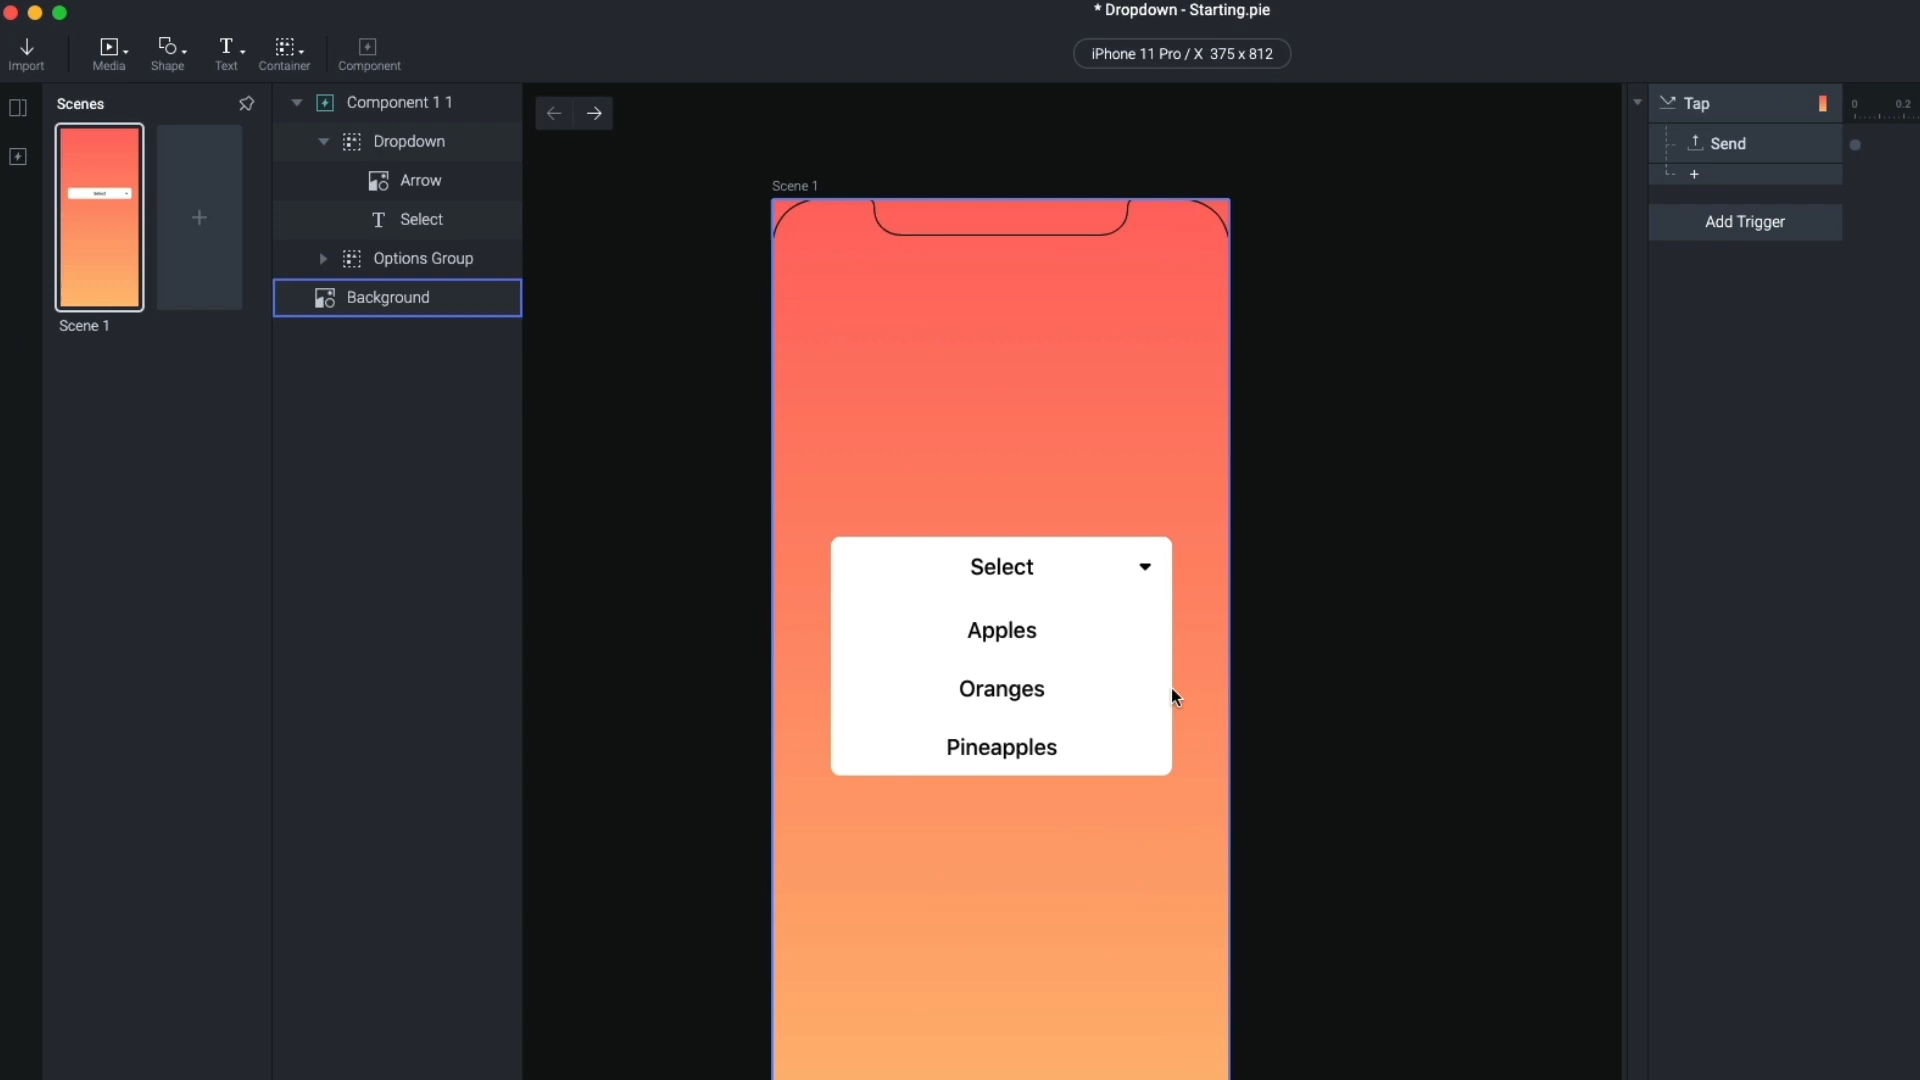 * Dropdown - Starting.pie
Import
Media
Shape
Text
Container
Component
iPhone 11 Pro / X 375 x 812
Scenes
Select
Scene 1
Component 1 1
Dropdown
Arrow
Select
Options Group
Background
Scene 1
Select
Apples
Oranges
Pineapples
Tap
0 0.2
Send
+
Add Trigger